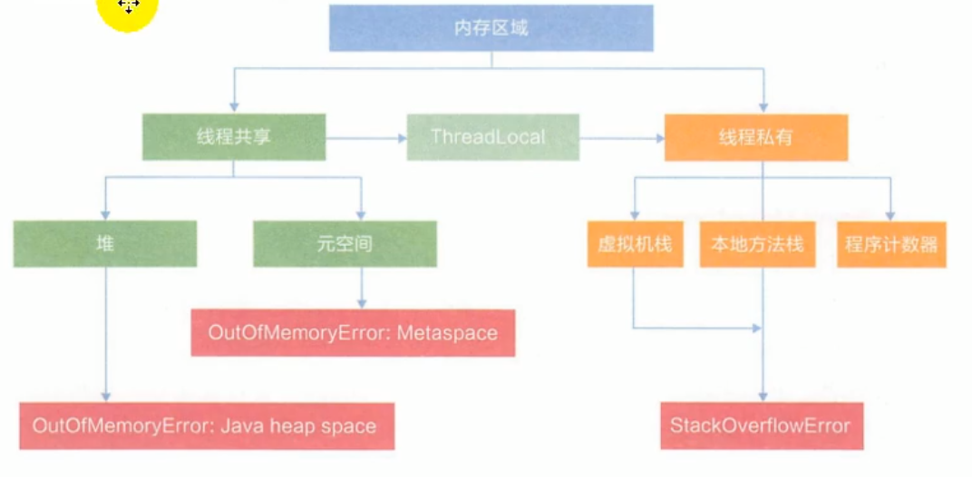 内存区域
线程共享
ThreadLocal
线程私有
堆
元空间
虚拟机栈
本地方法栈
程序计数器
OutOfMemoryError: Metaspace
OutOfMemoryError: Java heap space
StackOverflowError